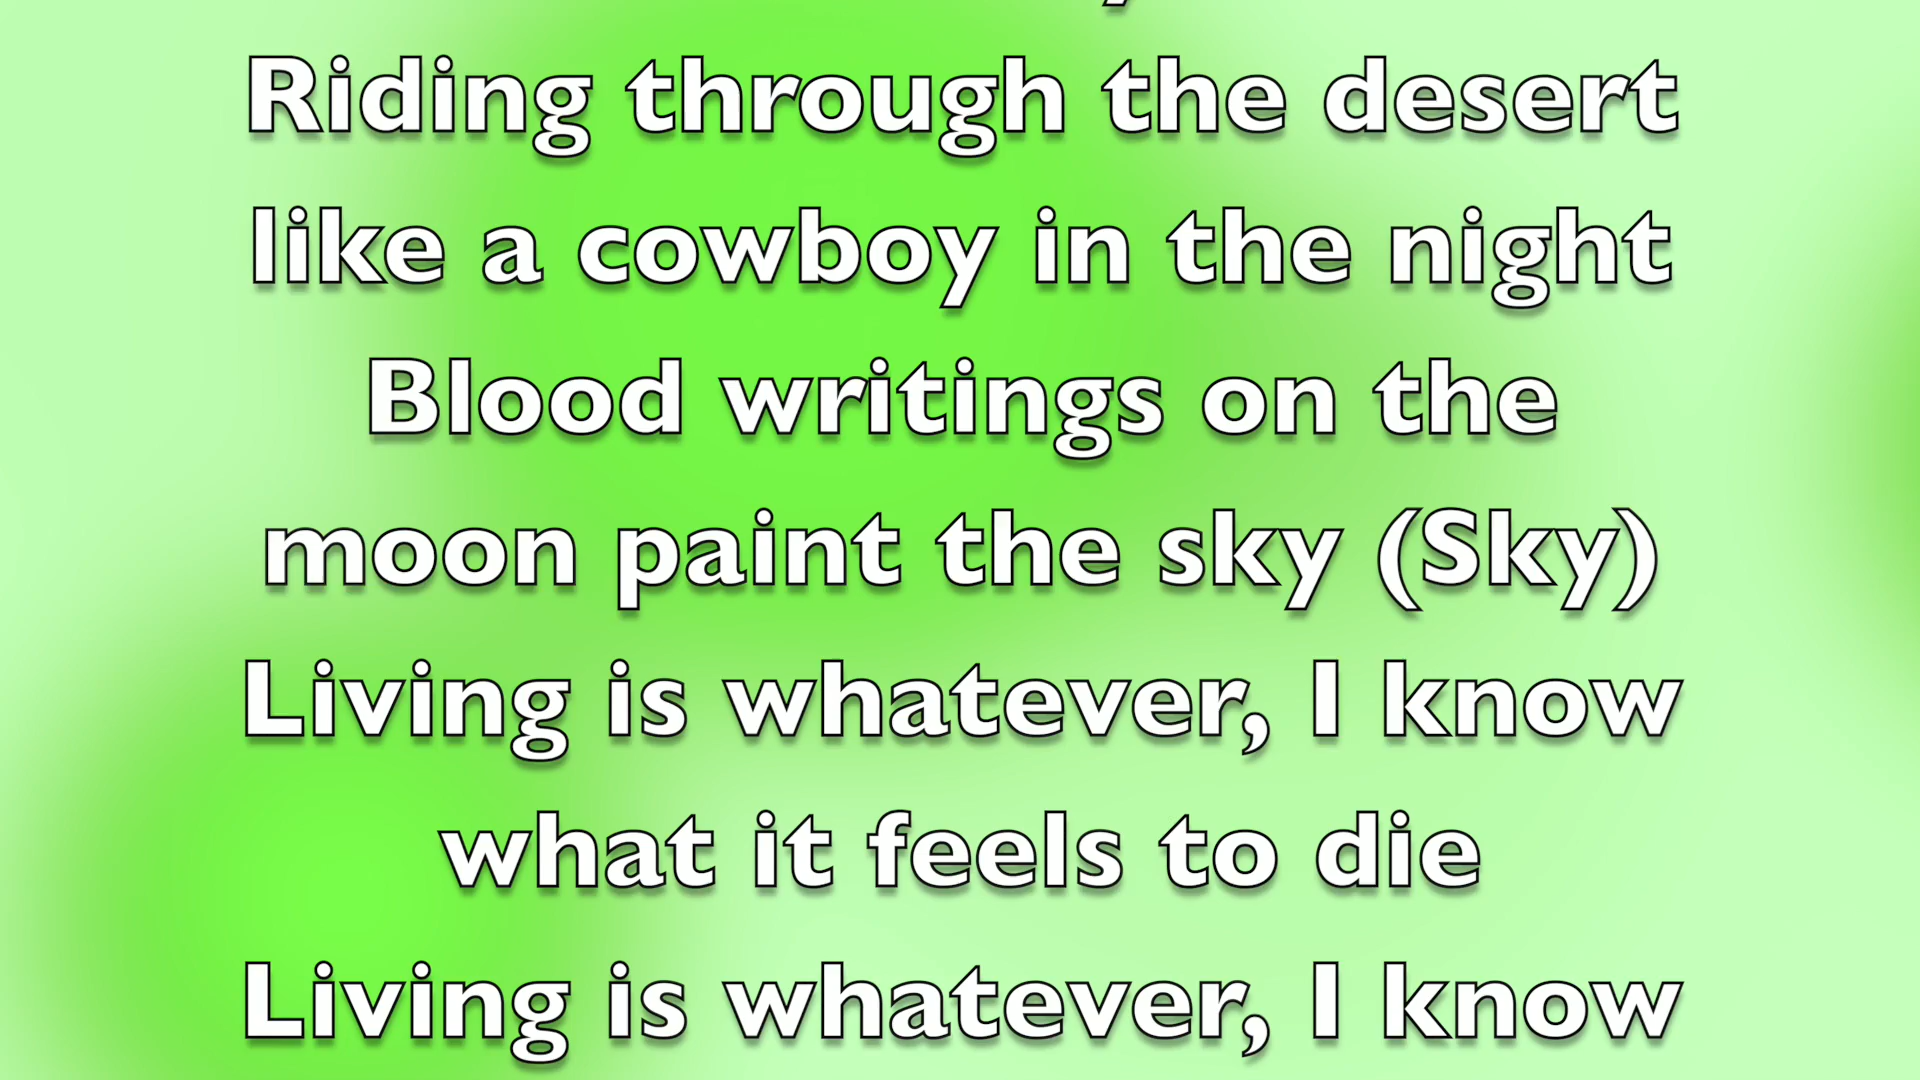 Riding through the desert
like a cowboy in the night
Blood writings on the
moon paint the sky (Sky)
Living is whatever, I know
what it feels to die
Living is whatever, I know